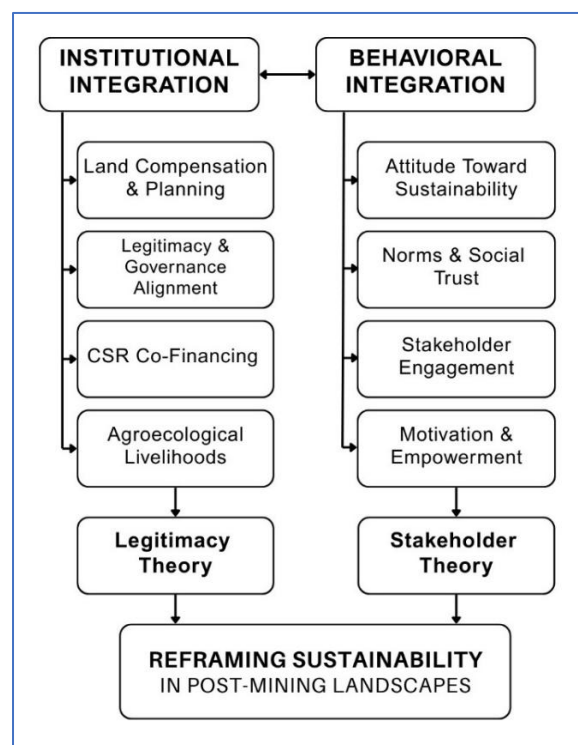 INSTITUTIONAL
INTEGRATION
BEHAVIORAL
INTEGRATION
Land Compensation
& Planning
Attitude Toward
Sustainability
Legitimacy &
Governance
Alignment
Norms & Social
Trust
CSR Co-Financing
Stakeholder
Engagement
Agroecological
Livelihoods
Motivation &
Empowerment
Legitimacy
Theory
Stakeholder
Theory
REFRAMING SUSTAINABILITY
IN POST-MINING LANDSCAPES